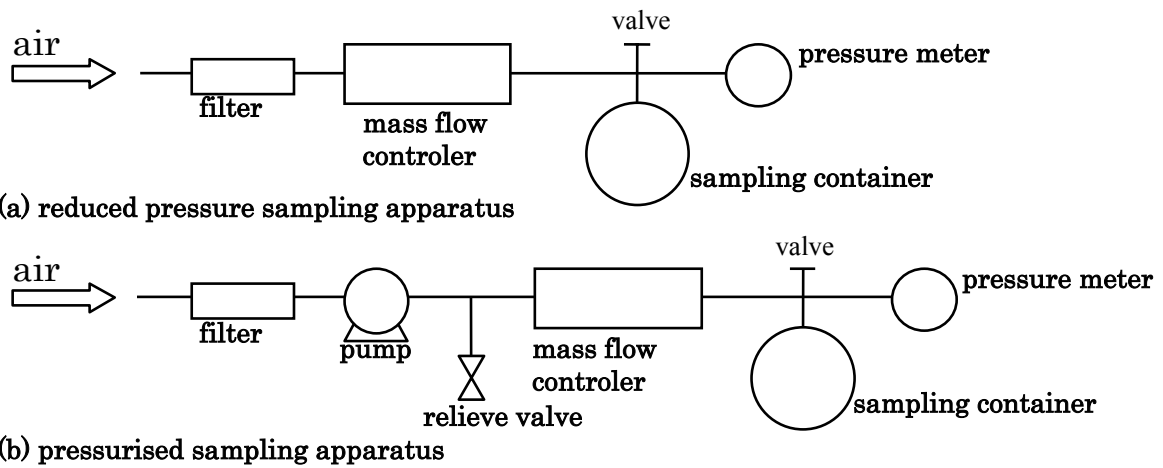 valve
air
pressure meter
filter
mass flow
controler
sampling container
(a) reduced pressure sampling apparatus
valve
air
pressure meter
filter
pump
mass flow
controler
relieve valve
sampling container
(b) pressurised sampling apparatus